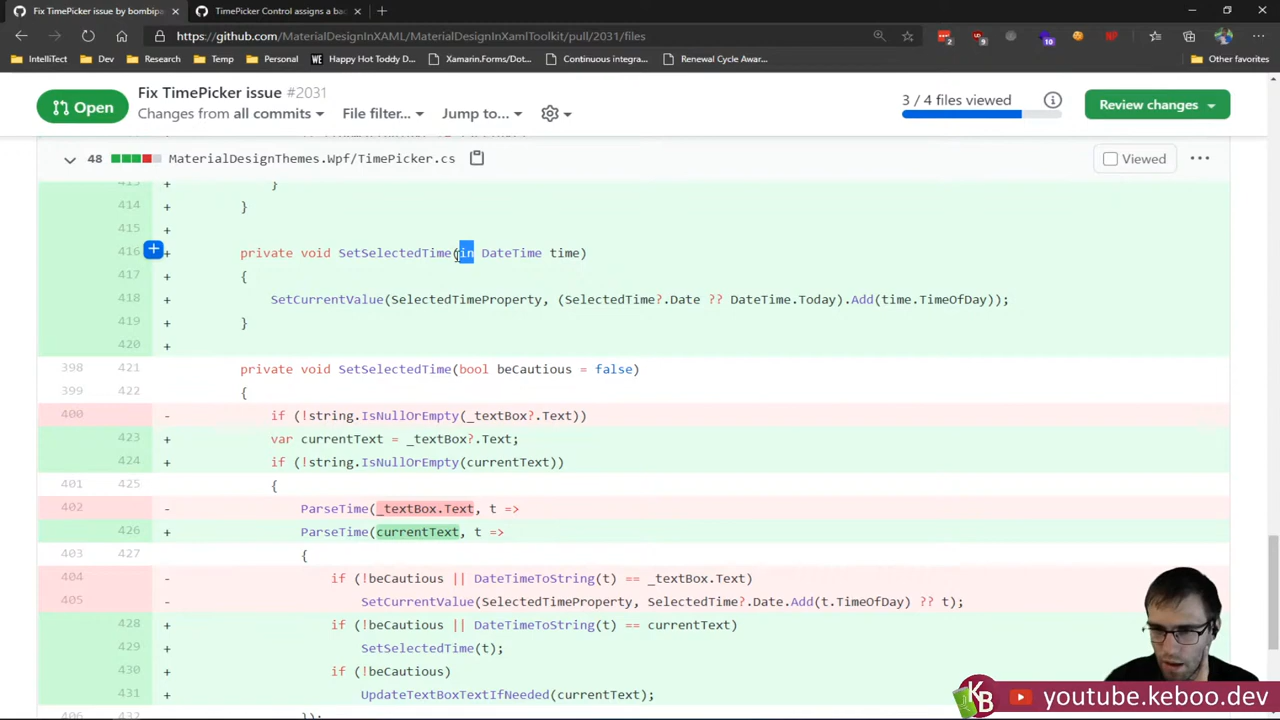 Fix TimePicker issue by bombipa
TimePicker Control assigns a bac
https://github.com/MaterialDesignInXAML/MaterialDesignInXamlToolkit/pull/2031/files
IntelliTect
Dev
Research
Temp
Personal
Happy Hot Toddy D...
Xamarin.Forms/Dot...
Continuous integra...
Renewal Cycle Awar...
Other favorites
Open
Fix TimePicker issue #2031
Changes from all commits
File filter...
Jump to...
3 / 4 files viewed
Review changes
48 MaterialDesignThemes.Wpf/TimePicker.cs
Viewed
413 + }
414 + }
415 +
416 + private void SetSelectedTime(in DateTime time)
417 + {
418 + SetCurrentValue(SelectedTimeProperty, (SelectedTime?.Date ?? DateTime.Today).Add(time.TimeOfDay));
419 + }
420 +
398 421 private void SetSelectedTime(bool beCautious = false)
399 422 {
400 - if (!string.IsNullOrEmpty(_textBox?.Text))
423 + var currentText = _textBox?.Text;
424 + if (!string.IsNullOrEmpty(currentText))
401 425 {
402 - ParseTime(_textBox.Text, t =>
426 + ParseTime(currentText, t =>
403 427 {
404 - if (!beCautious || DateTimeToString(t) == _textBox.Text)
405 - SetCurrentValue(SelectedTimeProperty, SelectedTime?.Date.Add(t.TimeOfDay) ?? t);
428 + if (!beCautious || DateTimeToString(t) == currentText)
429 + SetSelectedTime(t);
430 + if (!beCautious)
431 + UpdateTextBoxTextIfNeeded(currentText);
406 432 });
KB youtube.keboo.dev